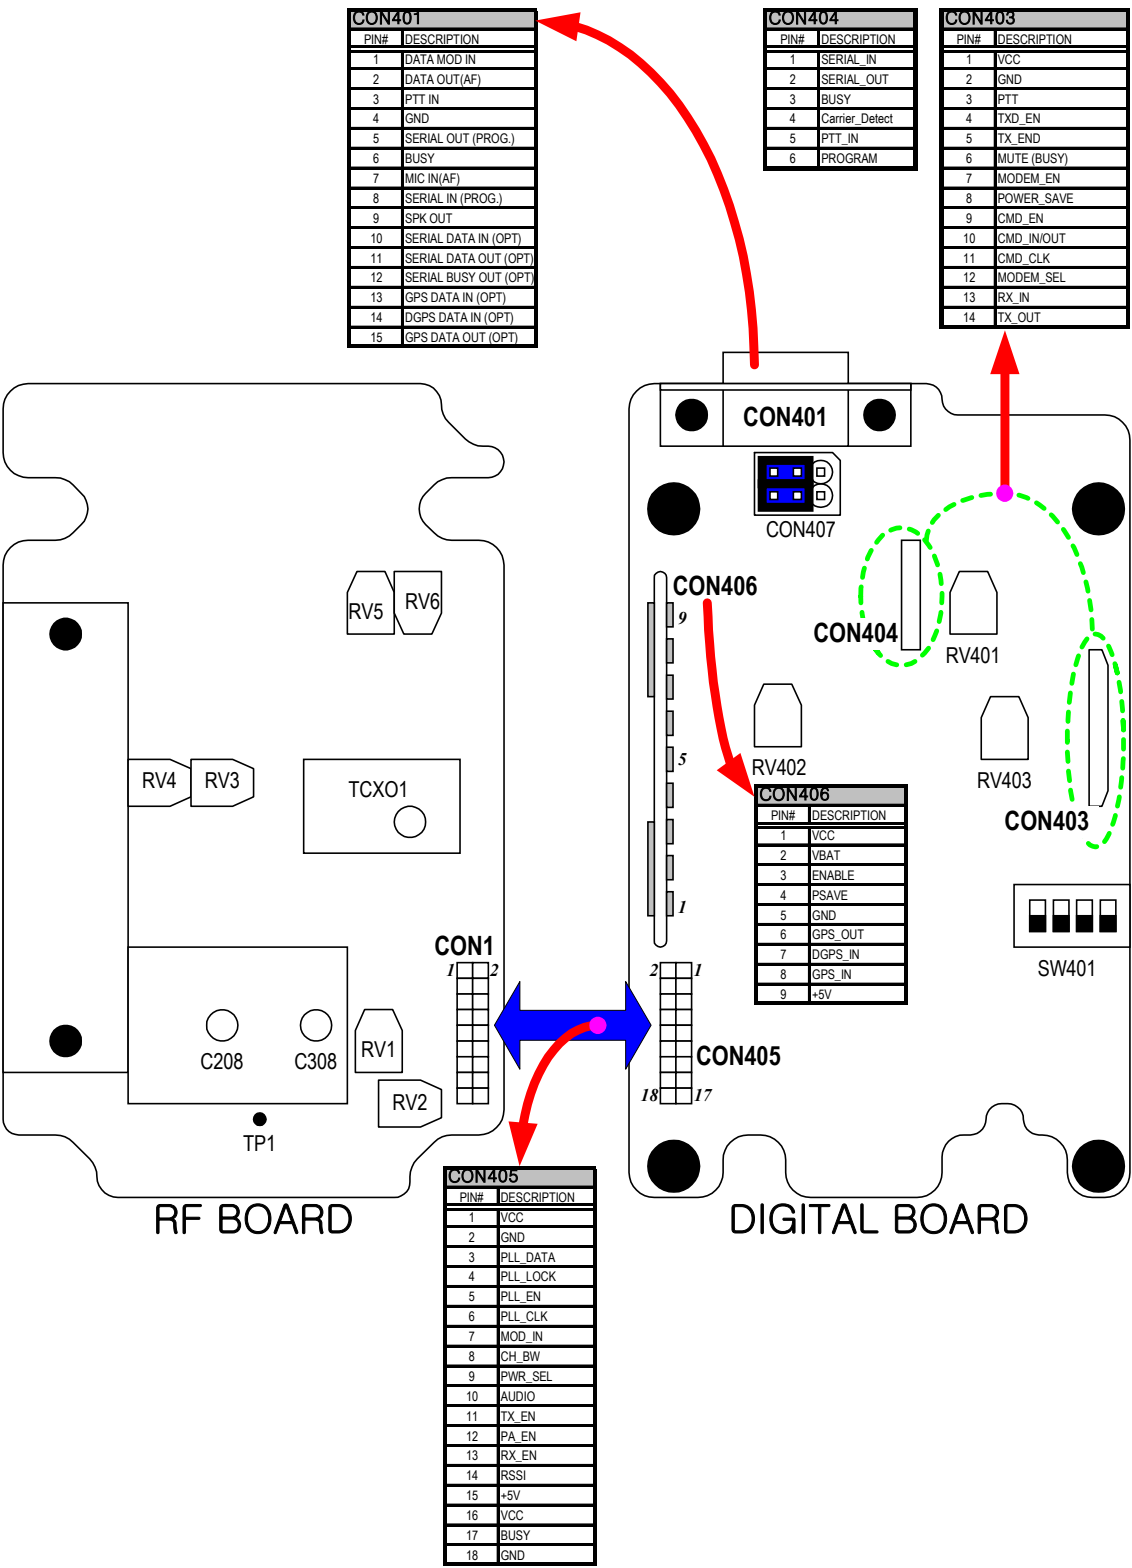 CON401
PIN# DESCRIPTION
1 DATA MOD IN
2 DATA OUT(AF)
3 PTT IN
4 GND
5 SERIAL OUT (PROG.)
6 BUSY
7 MIC IN(AF)
8 SERIAL IN (PROG.)
9 SPK OUT
10 SERIAL DATA IN (OPT)
11 SERIAL DATA OUT (OPT)
12 SERIAL BUSY OUT (OPT)
13 GPS DATA IN (OPT)
14 DGPS DATA IN (OPT)
15 GPS DATA OUT (OPT)
CON404
PIN# DESCRIPTION
1 SERIAL_IN
2 SERIAL_OUT
3 BUSY
4 Carrier_Detect
5 PTT_IN
6 PROGRAM
CON403
PIN# DESCRIPTION
1 VCC
2 GND
3 PTT
4 TXD_EN
5 TX_END
6 MUTE (BUSY)
7 MODEM_EN
8 POWER_SAVE
9 CMD_EN
10 CMD_IN/OUT
11 CMD_CLK
12 MODEM_SEL
13 RX_IN
14 TX_OUT
RV5
RV6
RV4
RV3
TCXO1
CON1
1
2
C208
C308
RV1
RV2
TP1
RF BOARD
CON401
CON407
CON406
9
5
1
CON404
RV401
RV402
RV403
CON403
CON406
PIN# DESCRIPTION
1 VCC
2 VBAT
3 ENABLE
4 PSAVE
5 GND
6 GPS_OUT
7 DGPS_IN
8 GPS_IN
9 +5V
SW401
2
1
CON405
18
17
DIGITAL BOARD
CON405
PIN# DESCRIPTION
1 VCC
2 GND
3 PLL_DATA
4 PLL_LOCK
5 PLL_EN
6 PLL_CLK
7 MOD_IN
8 CH_BW
9 PWR_SEL
10 AUDIO
11 TX_EN
12 PA_EN
13 RX_EN
14 RSSI
15 +5V
16 VCC
17 BUSY
18 GND